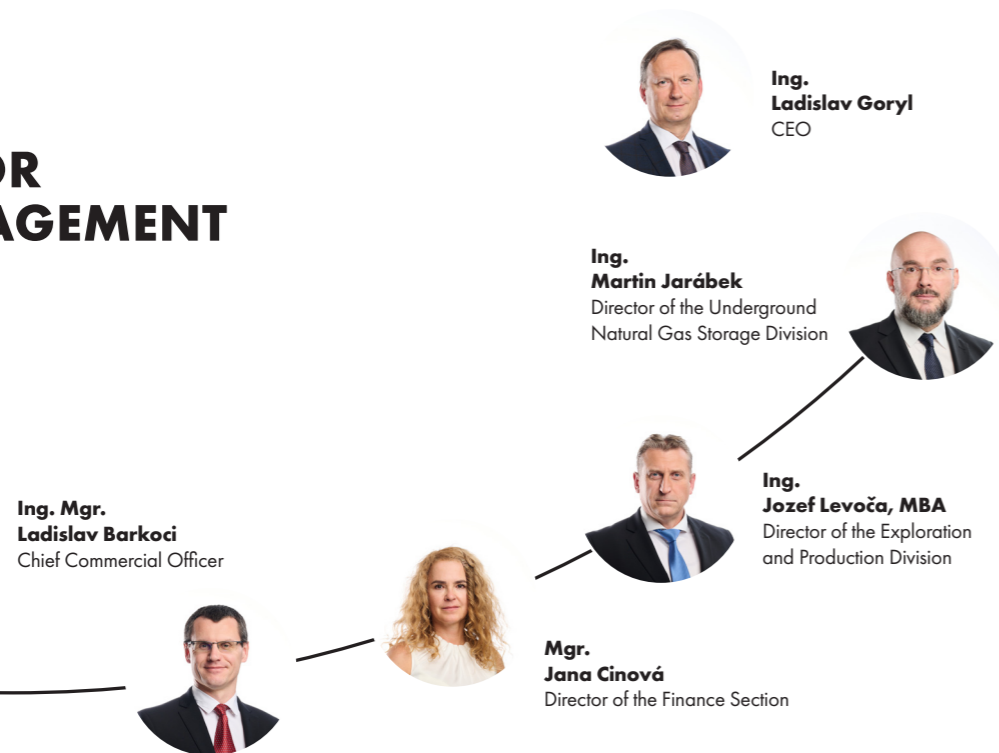 OR
AGEMENT
Ing.
Ladislav Goryl
CEO
Ing.
Martin Jarábek
Director of the Underground
Natural Gas Storage Division
Ing.
Jozef Levoča, MBA
Director of the Exploration
and Production Division
Ing. Mgr.
Ladislav Barkoci
Chief Commercial Officer
Mgr.
Jana Cinová
Director of the Finance Section